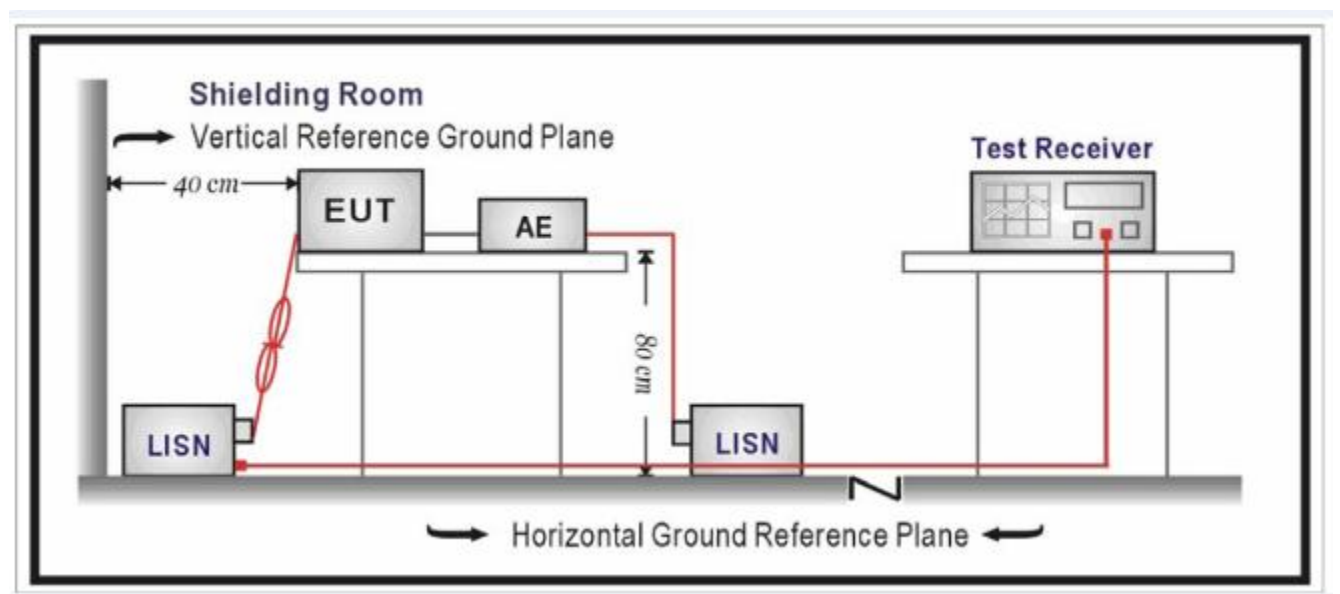 Shielding Room
Vertical Reference Ground Plane
Test Receiver
40 cm
EUT
AE
80 cm
LISN
LISN
Horizontal Ground Reference Plane